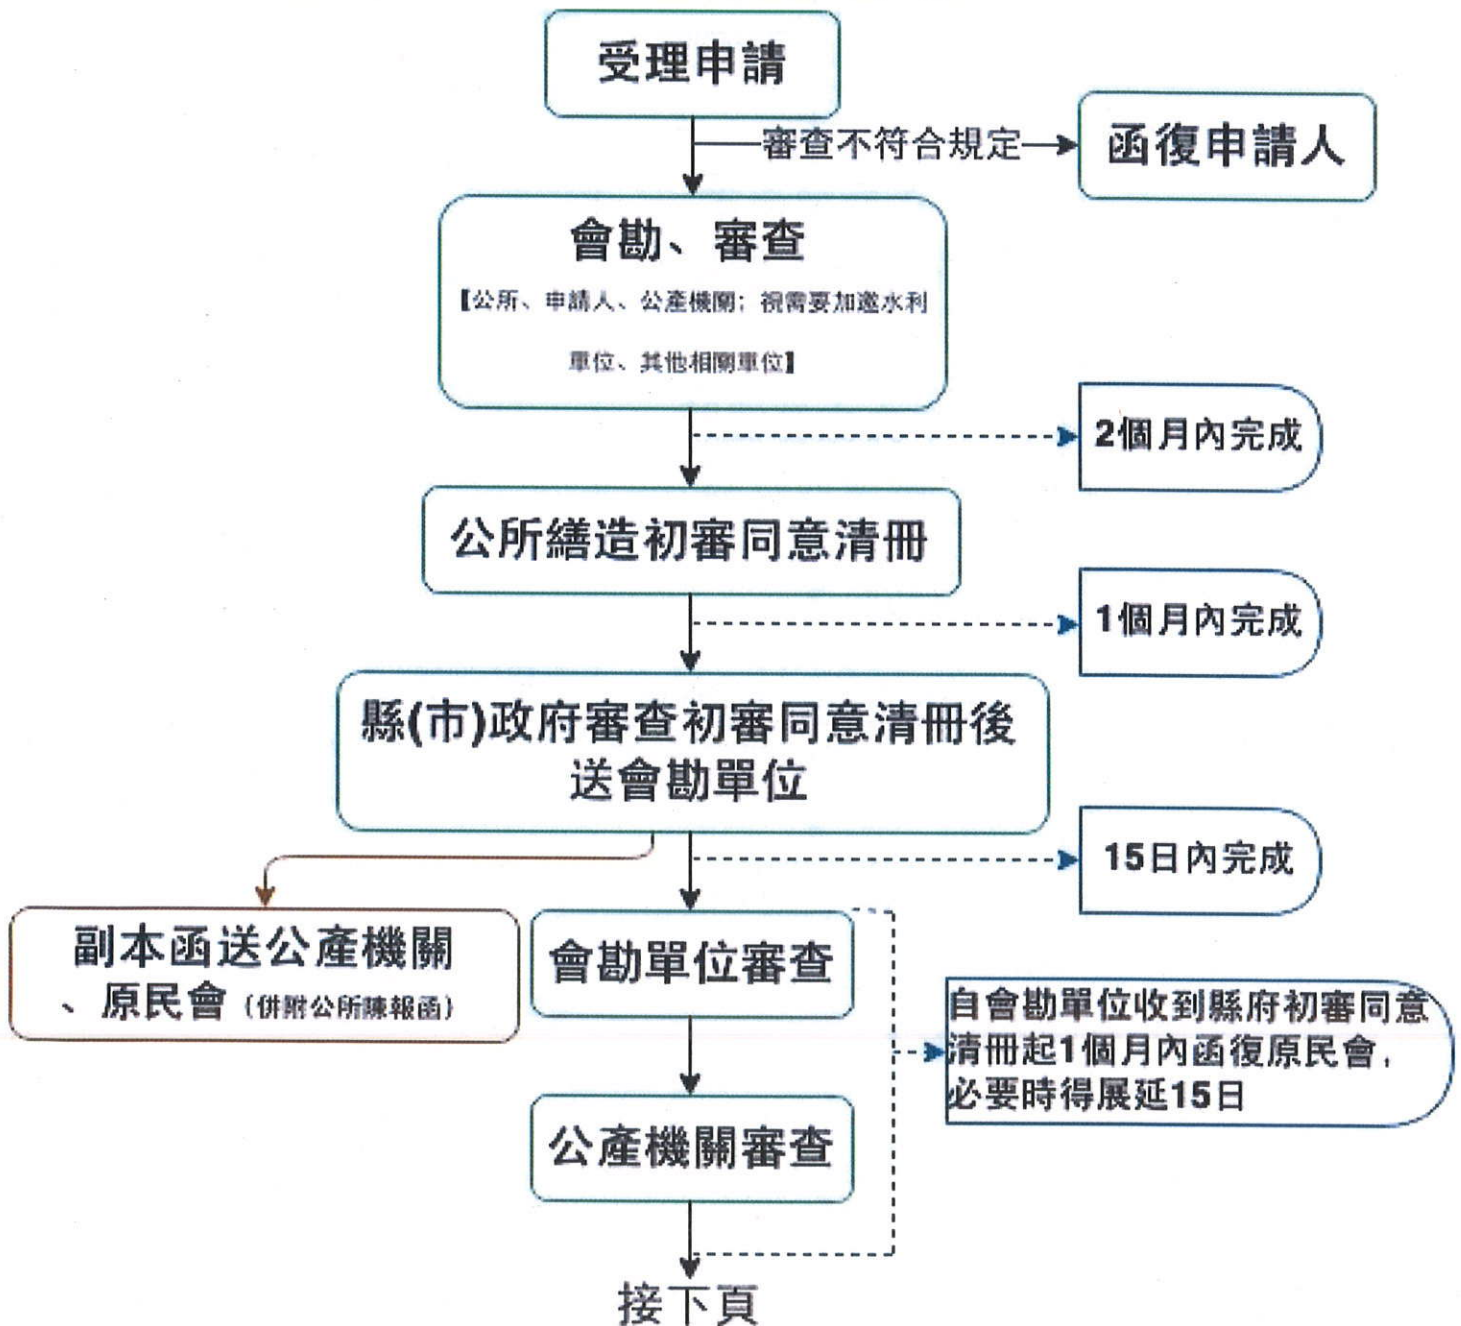 受理申請
審查不符合規定
函復申請人
會勘、審查
【公所、申請人、公產機關；視需要加邀水利
單位、其他相關單位】
2個月內完成
公所繕造初審同意清冊
1個月內完成
縣(市)政府審查初審同意清冊後
送會勘單位
15日內完成
副本函送公產機關
、原民會（併附公所陳報函）
會勘單位審查
自會勘單位收到縣府初審同意
清冊起1個月內函復原民會，
必要時得展延15日
公產機關審查
接下頁